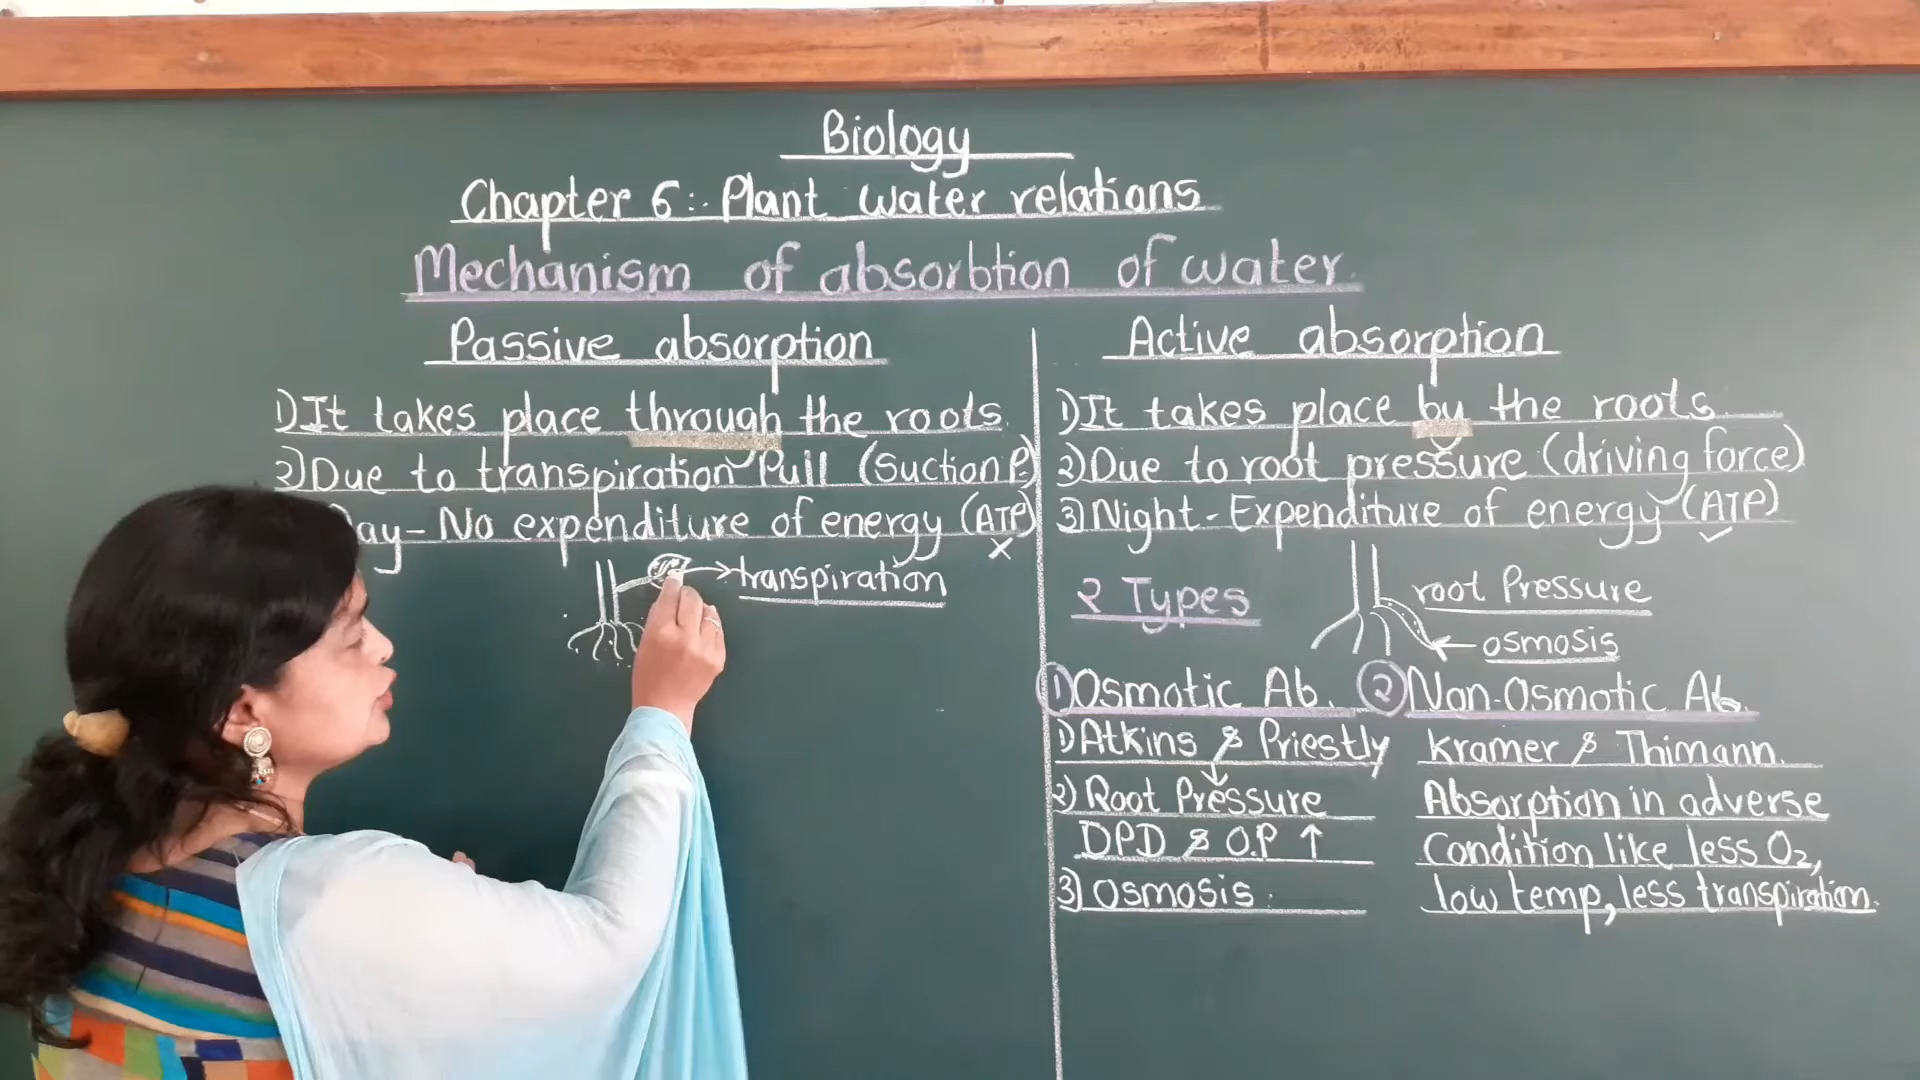 Biology
Chapter 6:- Plant water relations
Mechanism of absorbtion of water.
Passive absorption
1) It takes place through the roots.
2) Due to transpiration Pull (Suction P.)
ay - No expenditure of energy (ATP)
×
→ transpiration
Active absorption
1) It takes place by the roots.
2) Due to root pressure (driving force)
3) Night - Expenditure of energy (ATP)
✓
2 Types
root Pressure
← osmosis
① Osmotic Ab.
1) Atkins & Priestly
↓
2) Root Pressure
DPD & O.P ↑
3) Osmosis.
② Non-Osmotic Ab.
Kramer & Thimann.
Absorption in adverse
Condition like less O₂,
low temp, less transpiration.